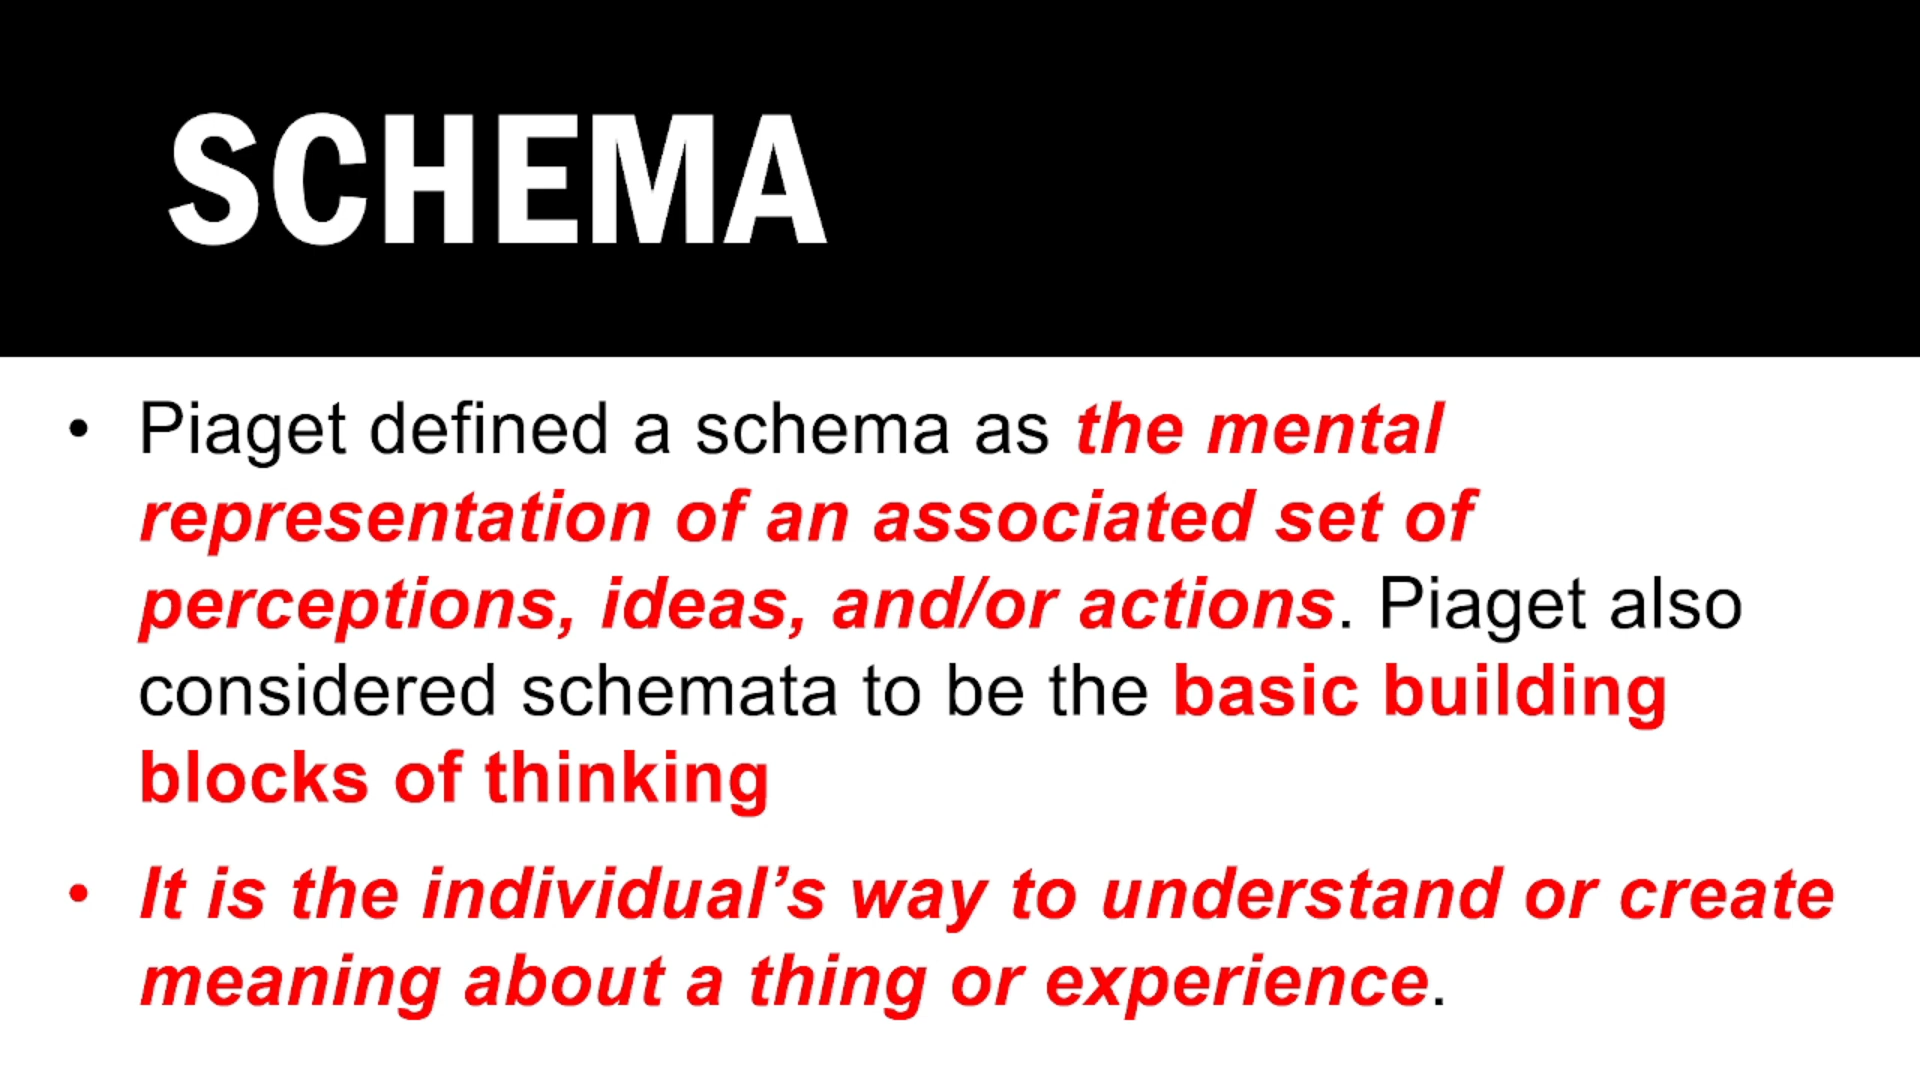 SCHEMA
• Piaget defined a schema as the mental
representation of an associated set of
perceptions, ideas, and/or actions. Piaget also
considered schemata to be the basic building
blocks of thinking
• It is the individual’s way to understand or create
meaning about a thing or experience.